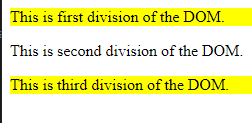 This is first division of the DOM.
This is second division of the DOM.
This is third division of the DOM.